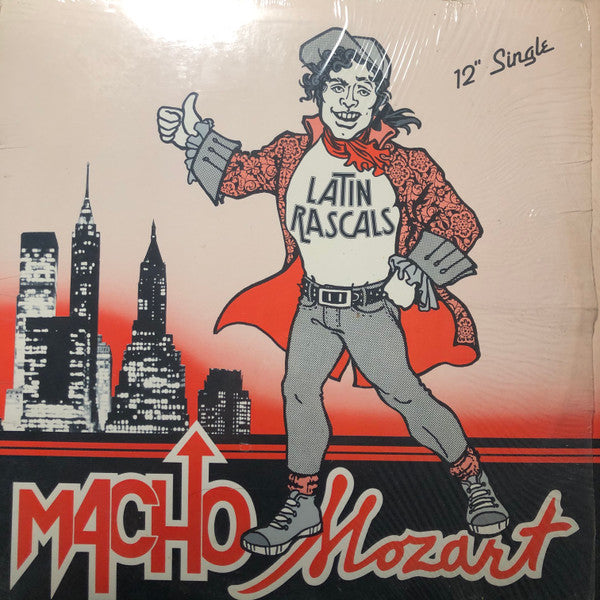 12" Single
LATIN
RASCALS
MACHO Mozart